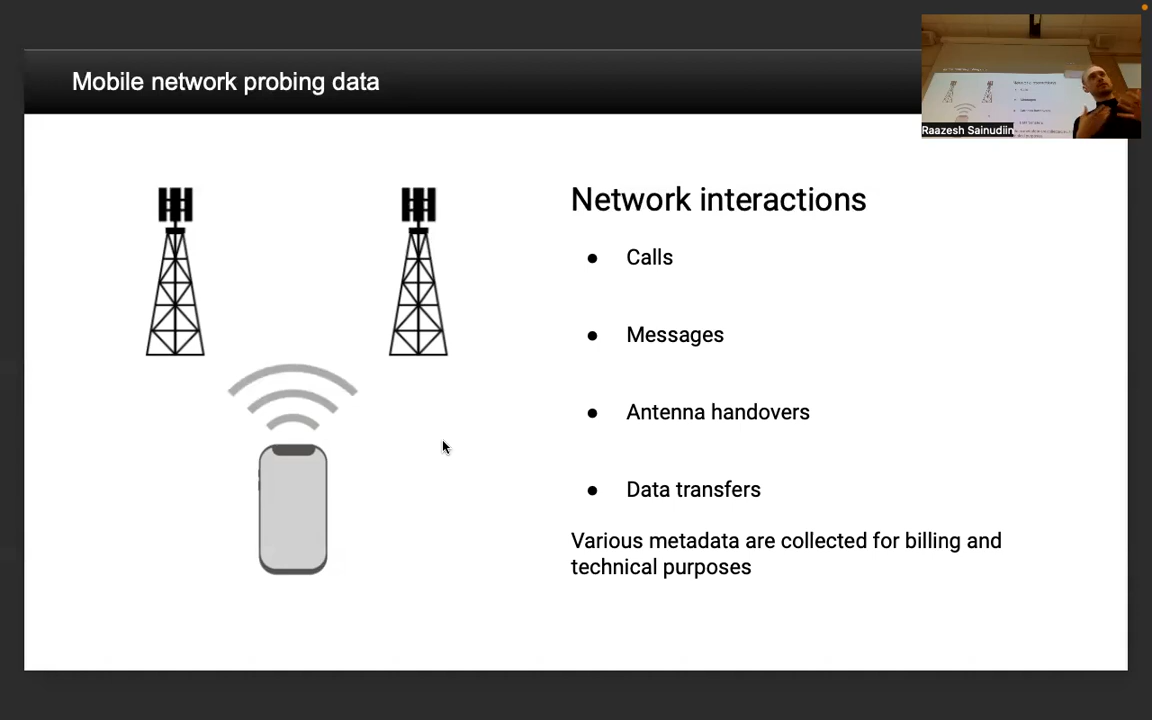 Mobile network probing data
Raazesh Sainudiin
Network interactions
● Calls
● Messages
● Antenna handovers
● Data transfers
Various metadata are collected for billing and
technical purposes